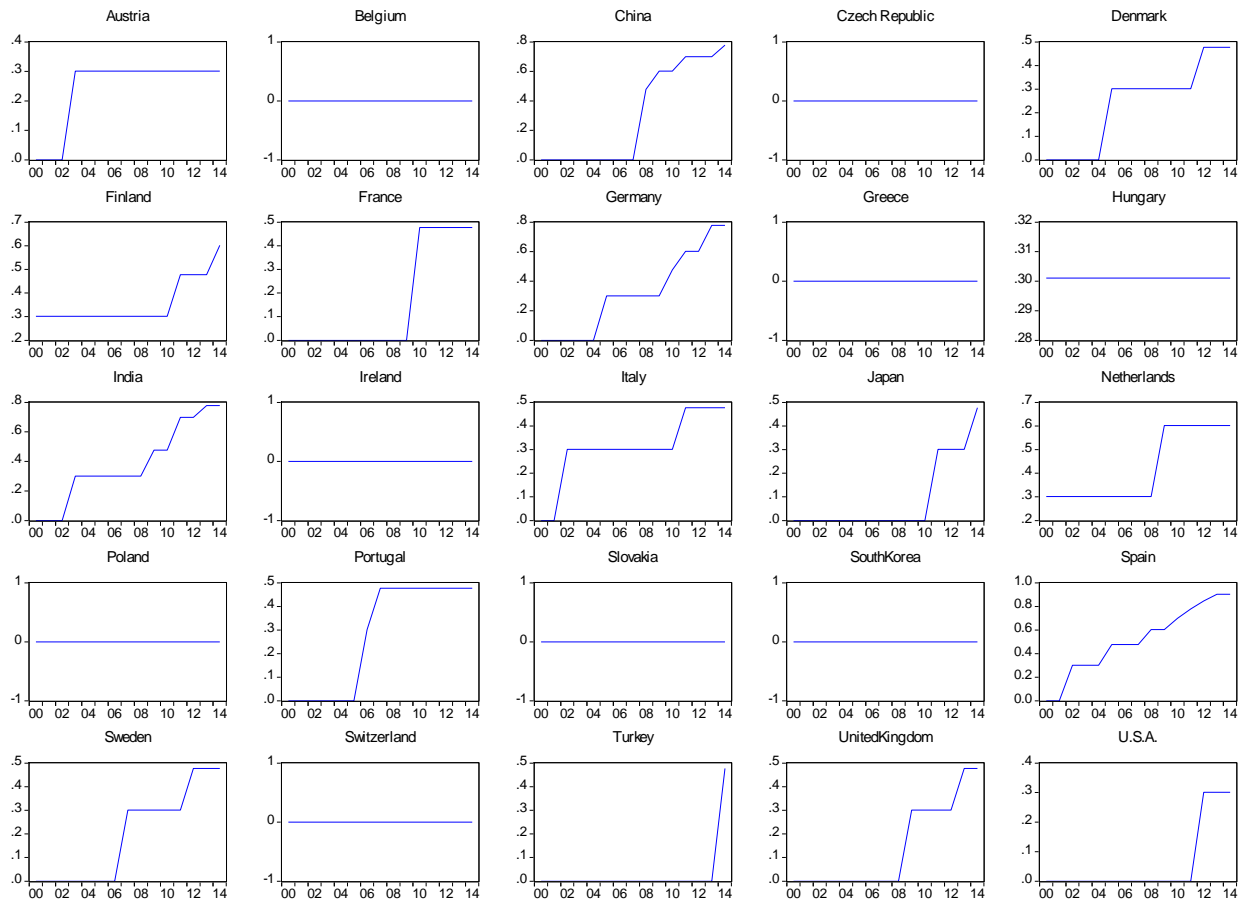 Austria
.4
.3
.2
.1
.0
00 02 04 06 08 10 12 14
Belgium
1
0
-1
00 02 04 06 08 10 12 14
China
.8
.6
.4
.2
.0
00 02 04 06 08 10 12 14
Czech Republic
1
0
-1
00 02 04 06 08 10 12 14
Denmark
.5
.4
.3
.2
.1
.0
00 02 04 06 08 10 12 14
Finland
.7
.6
.5
.4
.3
.2
00 02 04 06 08 10 12 14
France
.5
.4
.3
.2
.1
.0
00 02 04 06 08 10 12 14
Germany
.8
.6
.4
.2
.0
00 02 04 06 08 10 12 14
Greece
1
0
-1
00 02 04 06 08 10 12 14
Hungary
.32
.31
.30
.29
.28
00 02 04 06 08 10 12 14
India
.8
.6
.4
.2
.0
00 02 04 06 08 10 12 14
Ireland
1
0
-1
00 02 04 06 08 10 12 14
Italy
.5
.4
.3
.2
.1
.0
00 02 04 06 08 10 12 14
Japan
.5
.4
.3
.2
.1
.0
00 02 04 06 08 10 12 14
Netherlands
.7
.6
.5
.4
.3
.2
00 02 04 06 08 10 12 14
Poland
1
0
-1
00 02 04 06 08 10 12 14
Portugal
.5
.4
.3
.2
.1
.0
00 02 04 06 08 10 12 14
Slovakia
1
0
-1
00 02 04 06 08 10 12 14
SouthKorea
1
0
-1
00 02 04 06 08 10 12 14
Spain
1.0
0.8
0.6
0.4
0.2
0.0
00 02 04 06 08 10 12 14
Sweden
.5
.4
.3
.2
.1
.0
00 02 04 06 08 10 12 14
Switzerland
1
0
-1
00 02 04 06 08 10 12 14
Turkey
.5
.4
.3
.2
.1
.0
00 02 04 06 08 10 12 14
UnitedKingdom
.5
.4
.3
.2
.1
.0
00 02 04 06 08 10 12 14
U.S.A.
.4
.3
.2
.1
.0
00 02 04 06 08 10 12 14